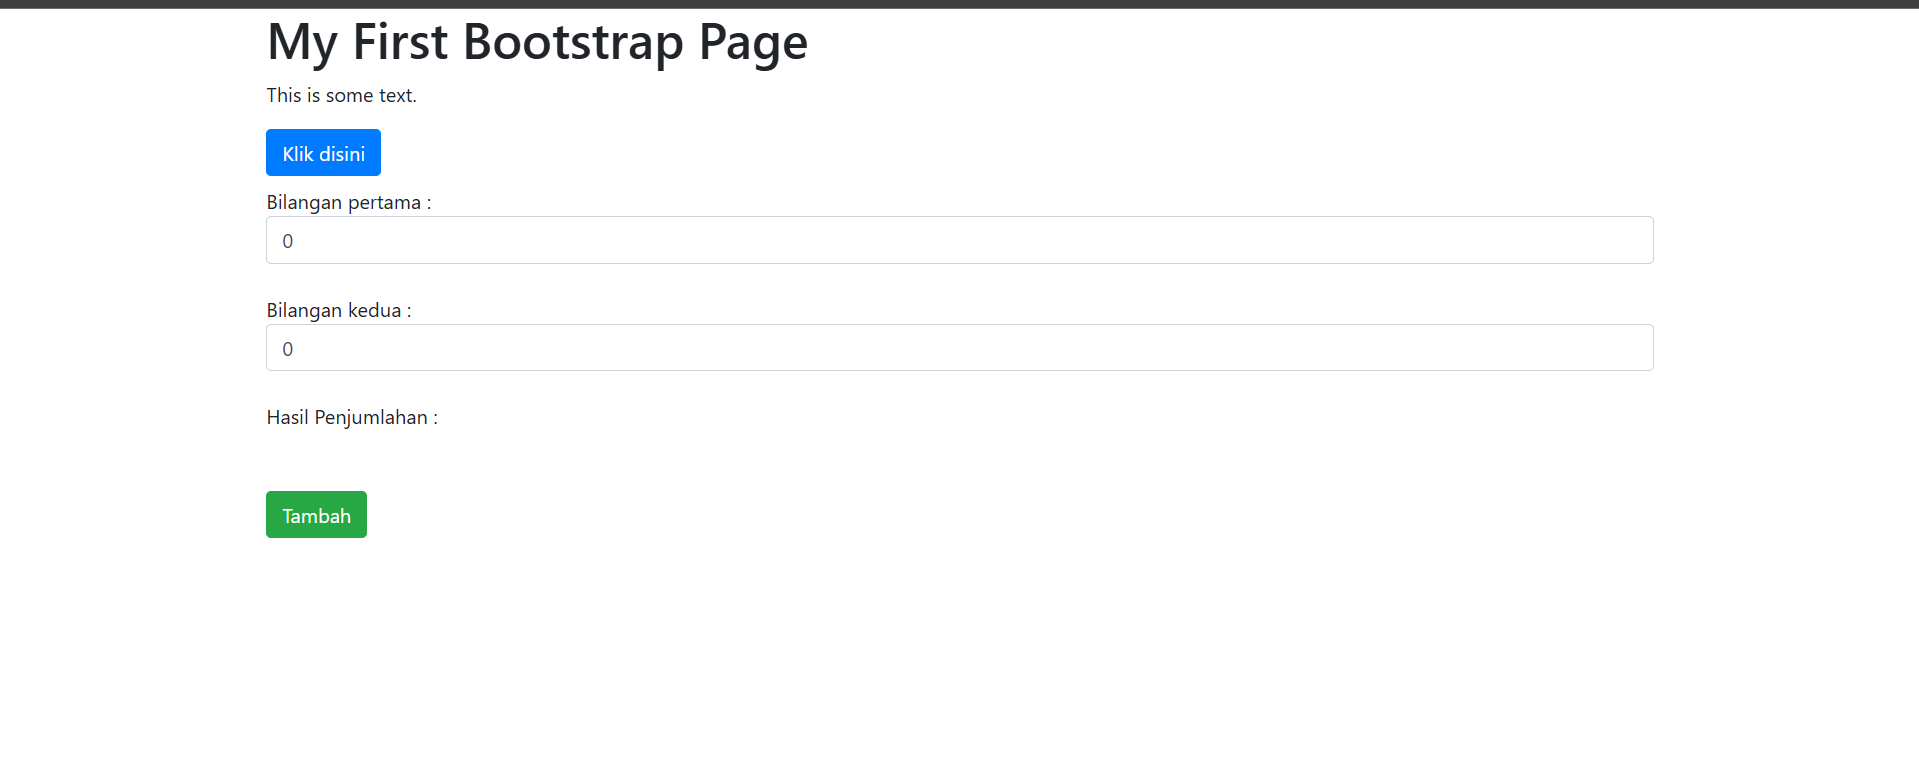 My First Bootstrap Page
This is some text.
Klik disini
Bilangan pertama :
0
Bilangan kedua :
0
Hasil Penjumlahan :
Tambah